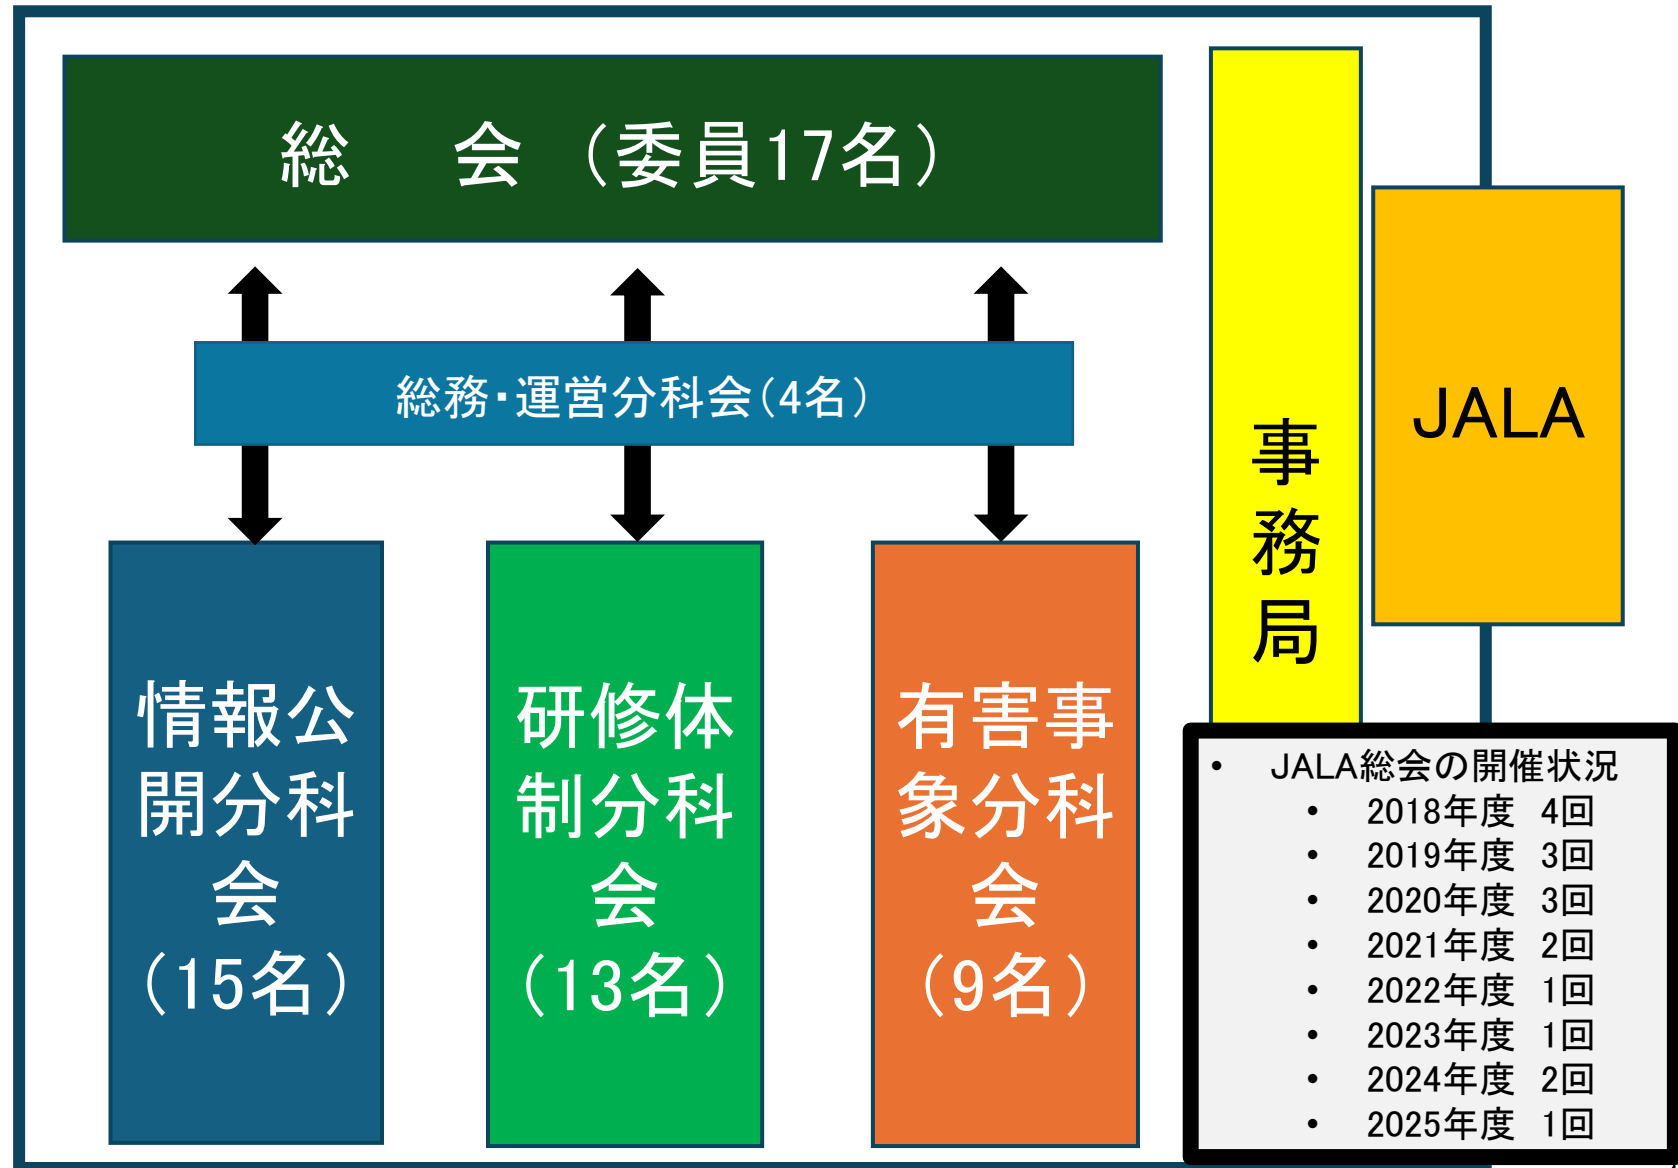 総　会（委員17名）
総務・運営分科会（4名）
情報公
開分科
会
（15名）
研修体
制分科
会
（13名）
有害事
象分科
会
（9名）
事
務
局
JALA
• JALA総会の開催状況
• 2018年度 4回
• 2019年度 3回
• 2020年度 3回
• 2021年度 2回
• 2022年度 1回
• 2023年度 1回
• 2024年度 2回
• 2025年度 1回